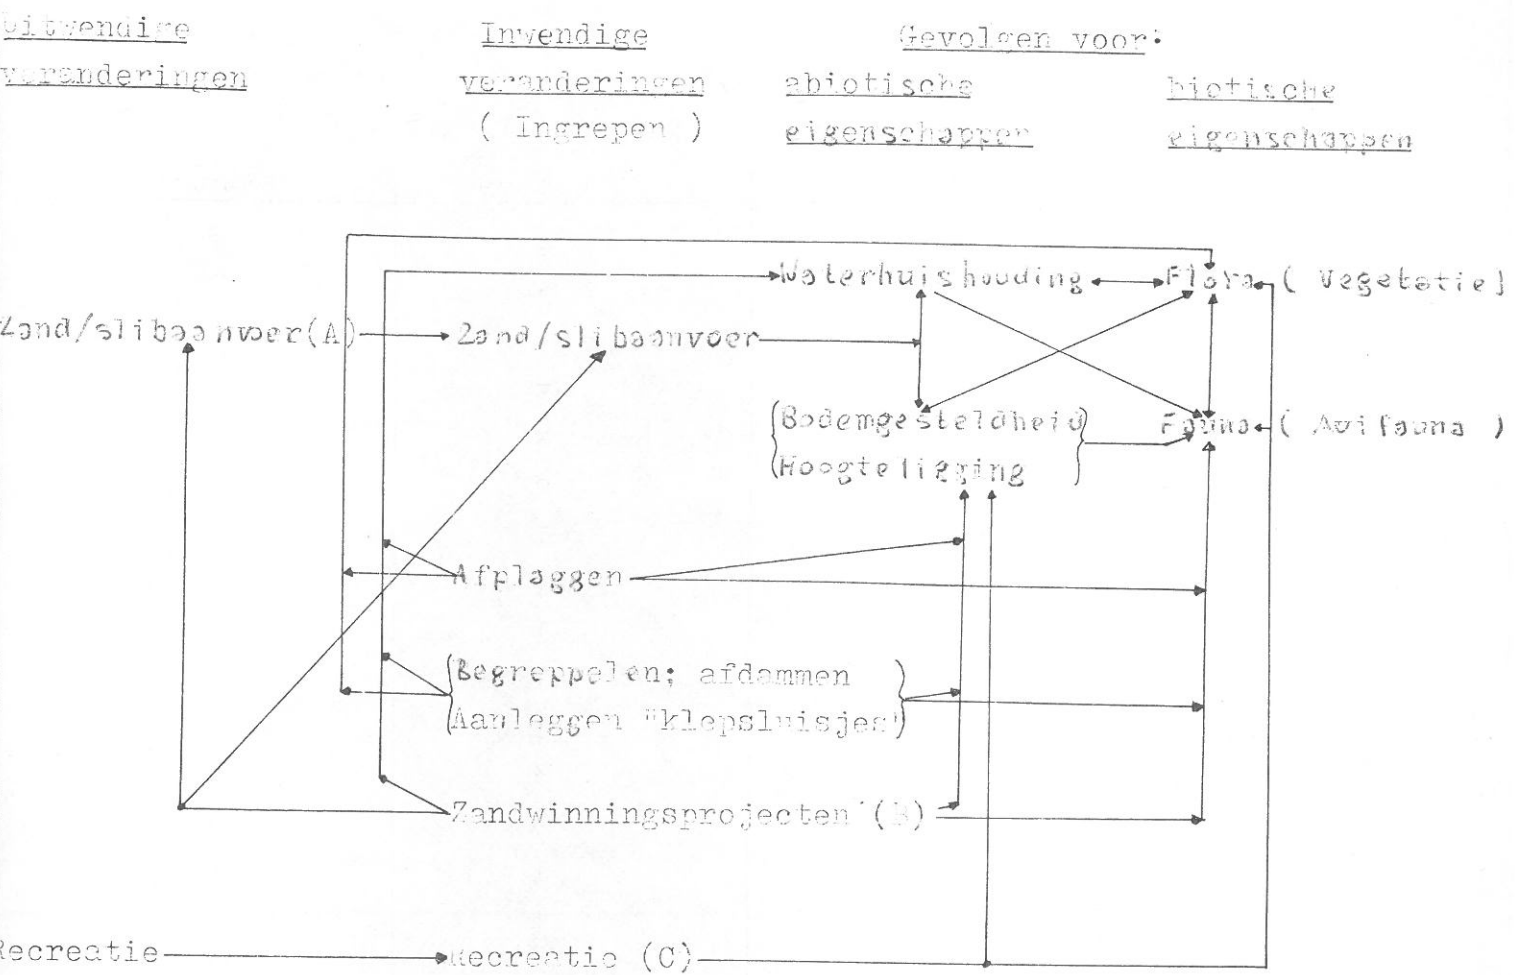 Uitwendige
veranderingen
Inwendige
veranderingen
( Ingrepen )
Gevolgen voor:
abiotische
eigenschappen
biotische
eigenschappen
Waterhuishouding
Flora ( Vegetatie)
Zand/slibaanvoer(A)
Zand/slibaanvoer
Bodemgesteldheid
Hoogteligging
Fauna ( Avifauna )
Afplaggen
Begreppelen; afdammen
Aanleggen "klepsluisjes"
Zandwinningsprojecten (B)
Recreatie
Recreatie (C)